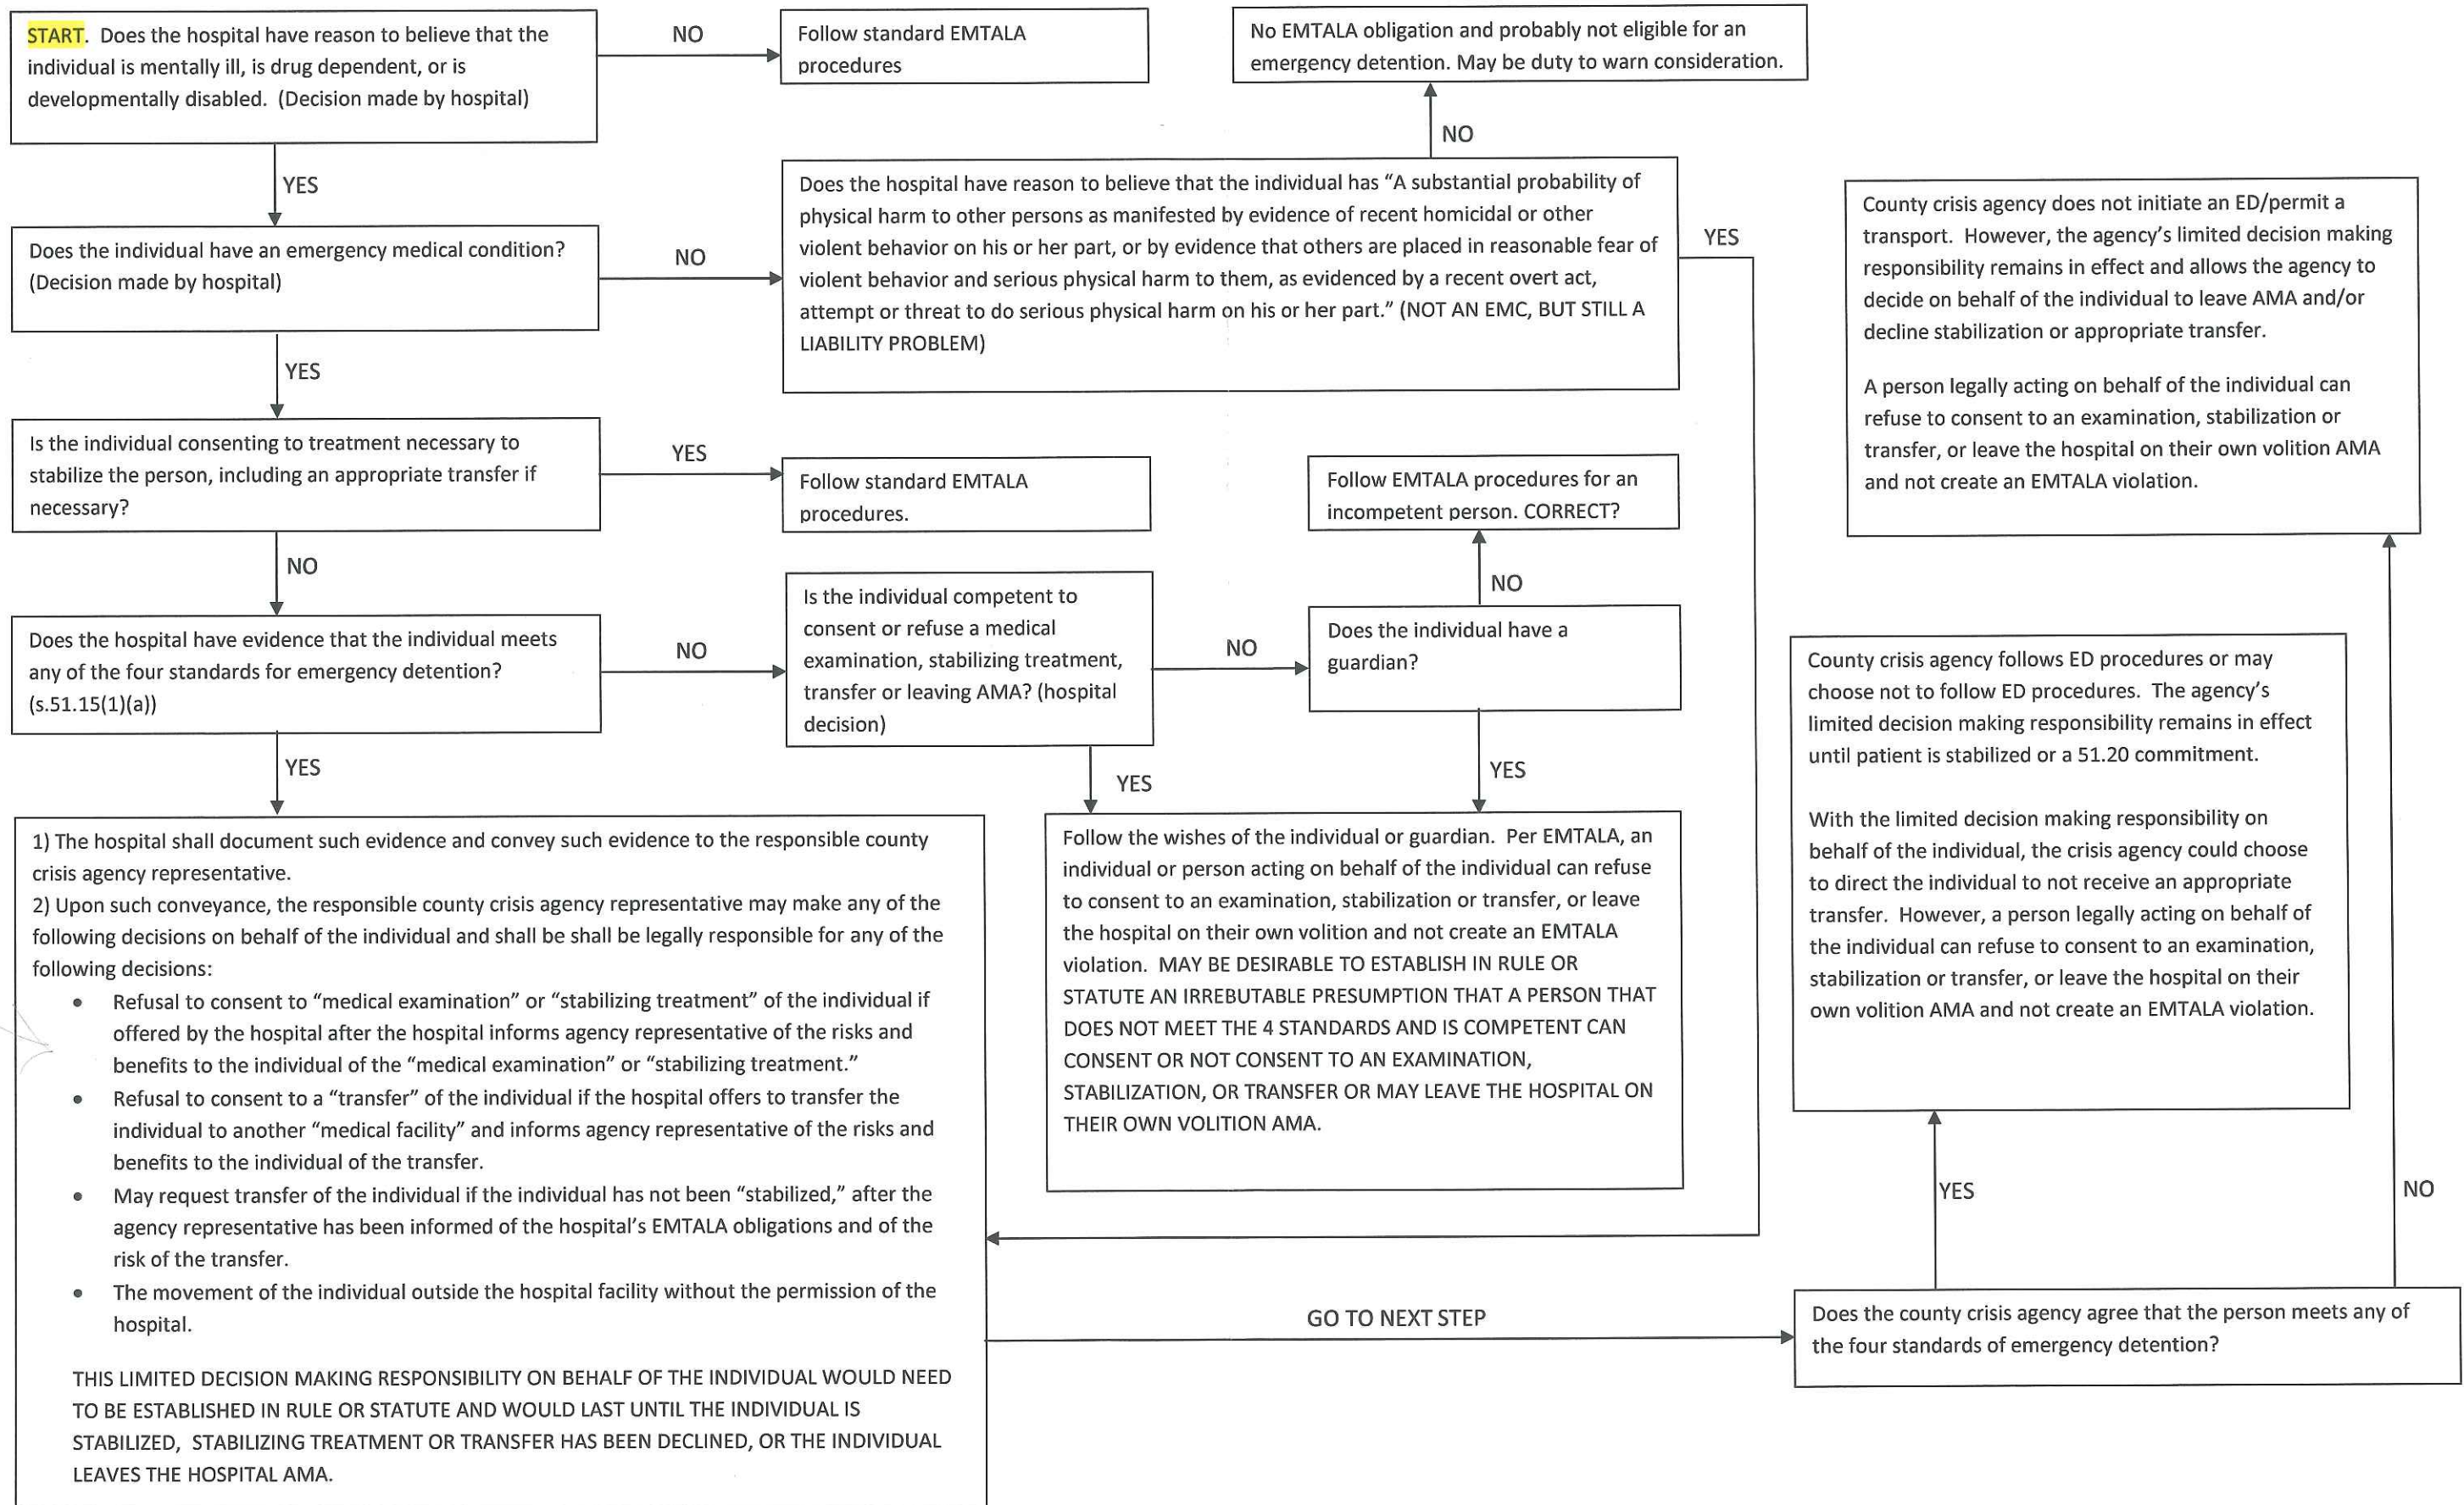 START. Does the hospital have reason to believe that the
individual is mentally ill, is drug dependent, or is
developmentally disabled. (Decision made by hospital)
NO
Follow standard EMTALA
procedures
No EMTALA obligation and probably not eligible for an
emergency detention. May be duty to warn consideration.
NO
YES
Does the individual have an emergency medical condition?
(Decision made by hospital)
NO
Does the hospital have reason to believe that the individual has “A substantial probability of
physical harm to other persons as manifested by evidence of recent homicidal or other
violent behavior on his or her part, or by evidence that others are placed in reasonable fear of
violent behavior and serious physical harm to them, as evidenced by a recent overt act,
attempt or threat to do serious physical harm on his or her part.” (NOT AN EMC, BUT STILL A
LIABILITY PROBLEM)
YES
County crisis agency does not initiate an ED/permit a
transport. However, the agency’s limited decision making
responsibility remains in effect and allows the agency to
decide on behalf of the individual to leave AMA and/or
decline stabilization or appropriate transfer.
A person legally acting on behalf of the individual can
refuse to consent to an examination, stabilization or
transfer, or leave the hospital on their own volition AMA
and not create an EMTALA violation.
YES
Is the individual consenting to treatment necessary to
stabilize the person, including an appropriate transfer if
necessary?
YES
Follow standard EMTALA
procedures.
Follow EMTALA procedures for an
incompetent person. CORRECT?
NO
NO
Does the hospital have evidence that the individual meets
any of the four standards for emergency detention?
(s.51.15(1)(a))
NO
Is the individual competent to
consent or refuse a medical
examination, stabilizing treatment,
transfer or leaving AMA? (hospital
decision)
NO
Does the individual have a
guardian?
YES
YES
YES
County crisis agency follows ED procedures or may
choose not to follow ED procedures. The agency’s
limited decision making responsibility remains in effect
until patient is stabilized or a 51.20 commitment.
With the limited decision making responsibility on
behalf of the individual, the crisis agency could choose
to direct the individual to not receive an appropriate
transfer. However, a person legally acting on behalf of
the individual can refuse to consent to an examination,
stabilization or transfer, or leave the hospital on their
own volition AMA and not create an EMTALA violation.
1) The hospital shall document such evidence and convey such evidence to the responsible county
crisis agency representative.
2) Upon such conveyance, the responsible county crisis agency representative may make any of the
following decisions on behalf of the individual and shall be shall be legally responsible for any of the
following decisions:
• Refusal to consent to “medical examination” or “stabilizing treatment” of the individual if
offered by the hospital after the hospital informs agency representative of the risks and
benefits to the individual of the “medical examination” or “stabilizing treatment.”
• Refusal to consent to a “transfer” of the individual if the hospital offers to transfer the
individual to another “medical facility” and informs agency representative of the risks and
benefits to the individual of the transfer.
• May request transfer of the individual if the individual has not been “stabilized,” after the
agency representative has been informed of the hospital’s EMTALA obligations and of the
risk of the transfer.
• The movement of the individual outside the hospital facility without the permission of the
hospital.
THIS LIMITED DECISION MAKING RESPONSIBILITY ON BEHALF OF THE INDIVIDUAL WOULD NEED
TO BE ESTABLISHED IN RULE OR STATUTE AND WOULD LAST UNTIL THE INDIVIDUAL IS
STABILIZED, STABILIZING TREATMENT OR TRANSFER HAS BEEN DECLINED, OR THE INDIVIDUAL
LEAVES THE HOSPITAL AMA.
Follow the wishes of the individual or guardian. Per EMTALA, an
individual or person acting on behalf of the individual can refuse
to consent to an examination, stabilization or transfer, or leave
the hospital on their own volition and not create an EMTALA
violation. MAY BE DESIRABLE TO ESTABLISH IN RULE OR
STATUTE AN IRREBUTABLE PRESUMPTION THAT A PERSON THAT
DOES NOT MEET THE 4 STANDARDS AND IS COMPETENT CAN
CONSENT OR NOT CONSENT TO AN EXAMINATION,
STABILIZATION, OR TRANSFER OR MAY LEAVE THE HOSPITAL ON
THEIR OWN VOLITION AMA.
YES
NO
GO TO NEXT STEP
Does the county crisis agency agree that the person meets any of
the four standards of emergency detention?